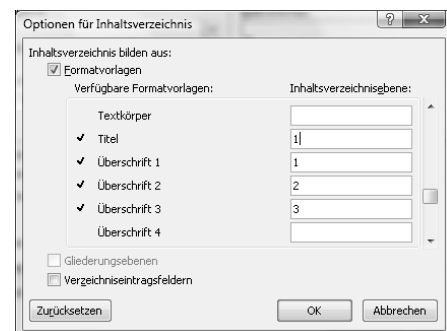 Optionen für Inhaltsverzeichnis
Inhaltsverzeichnis bilden aus:
Formatvorlagen
Verfügbare Formatvorlagen: Inhaltsverzeichnisebene:
Textkörper
Titel 1
Überschrift 1 1
Überschrift 2 2
Überschrift 3 3
Überschrift 4
Gliederungsebenen
Verzeichniseintragsfeldern
Zurücksetzen OK Abbrechen